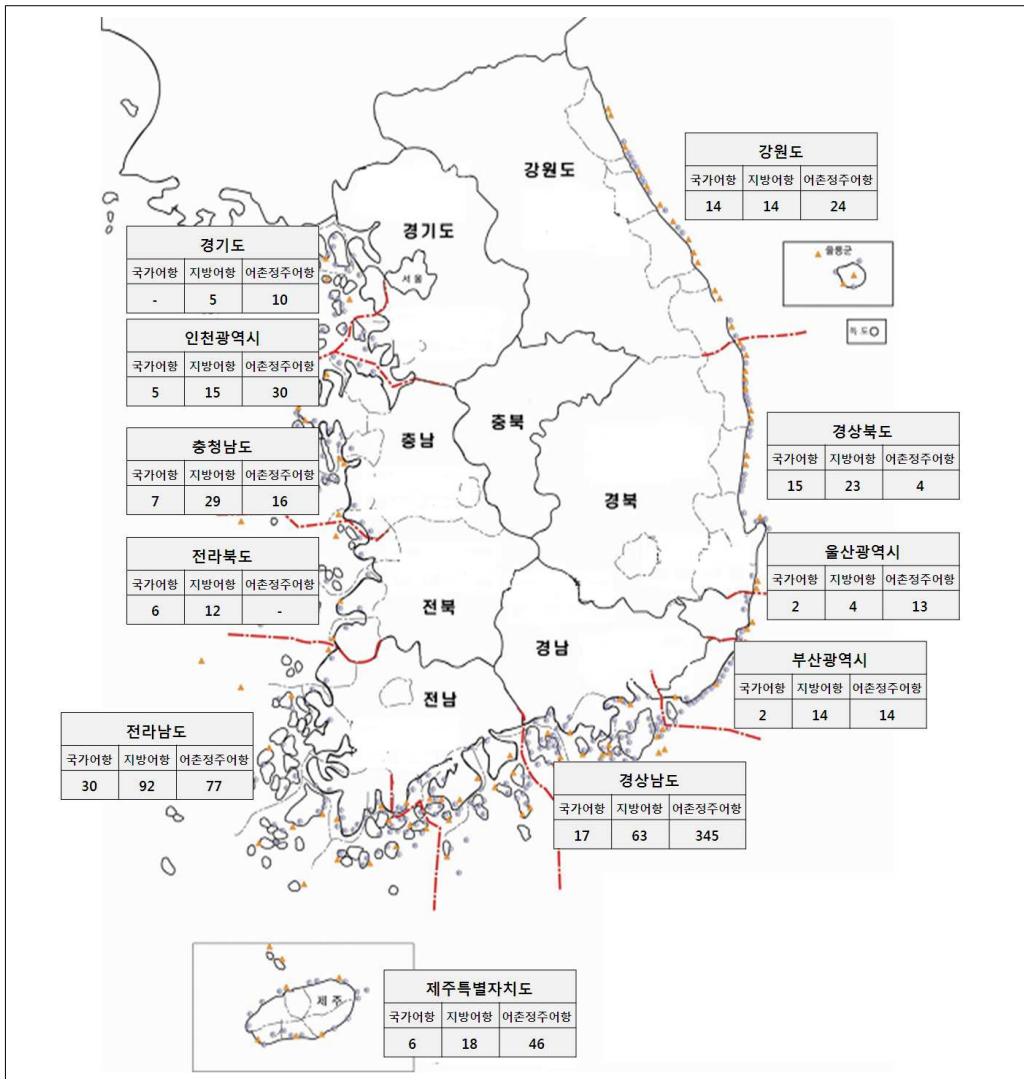 강원도
국가어항 지방어항 어촌정주어항
14 14 24
강원도
경기도
서울
울릉군
독도
경기도
국가어항 지방어항 어촌정주어항
- 5 10
인천광역시
국가어항 지방어항 어촌정주어항
5 15 30
충북
충남
충청남도
국가어항 지방어항 어촌정주어항
7 29 16
경상북도
국가어항 지방어항 어촌정주어항
15 23 4
경북
전라북도
국가어항 지방어항 어촌정주어항
6 12 -
울산광역시
국가어항 지방어항 어촌정주어항
2 4 13
전북
경남
부산광역시
국가어항 지방어항 어촌정주어항
2 14 14
전남
전라남도
국가어항 지방어항 어촌정주어항
30 92 77
경상남도
국가어항 지방어항 어촌정주어항
17 63 345
제주
제주특별자치도
국가어항 지방어항 어촌정주어항
6 18 46